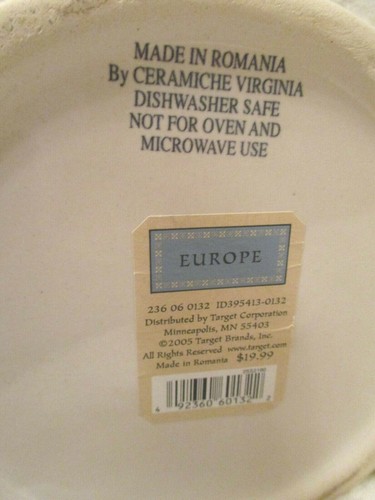 MADE IN ROMANIA
By CERAMICHE VIRGINIA
DISHWASHER SAFE
NOT FOR OVEN AND
MICROWAVE USE
EUROPE
236 06 0132 ID395413-0132
Distributed by Target Corporation
Minneapolis, MN 55403
©2005 Target Brands, Inc.
All Rights Reserved www.target.com
Made in Romania $19.99
4 92360 60132 2